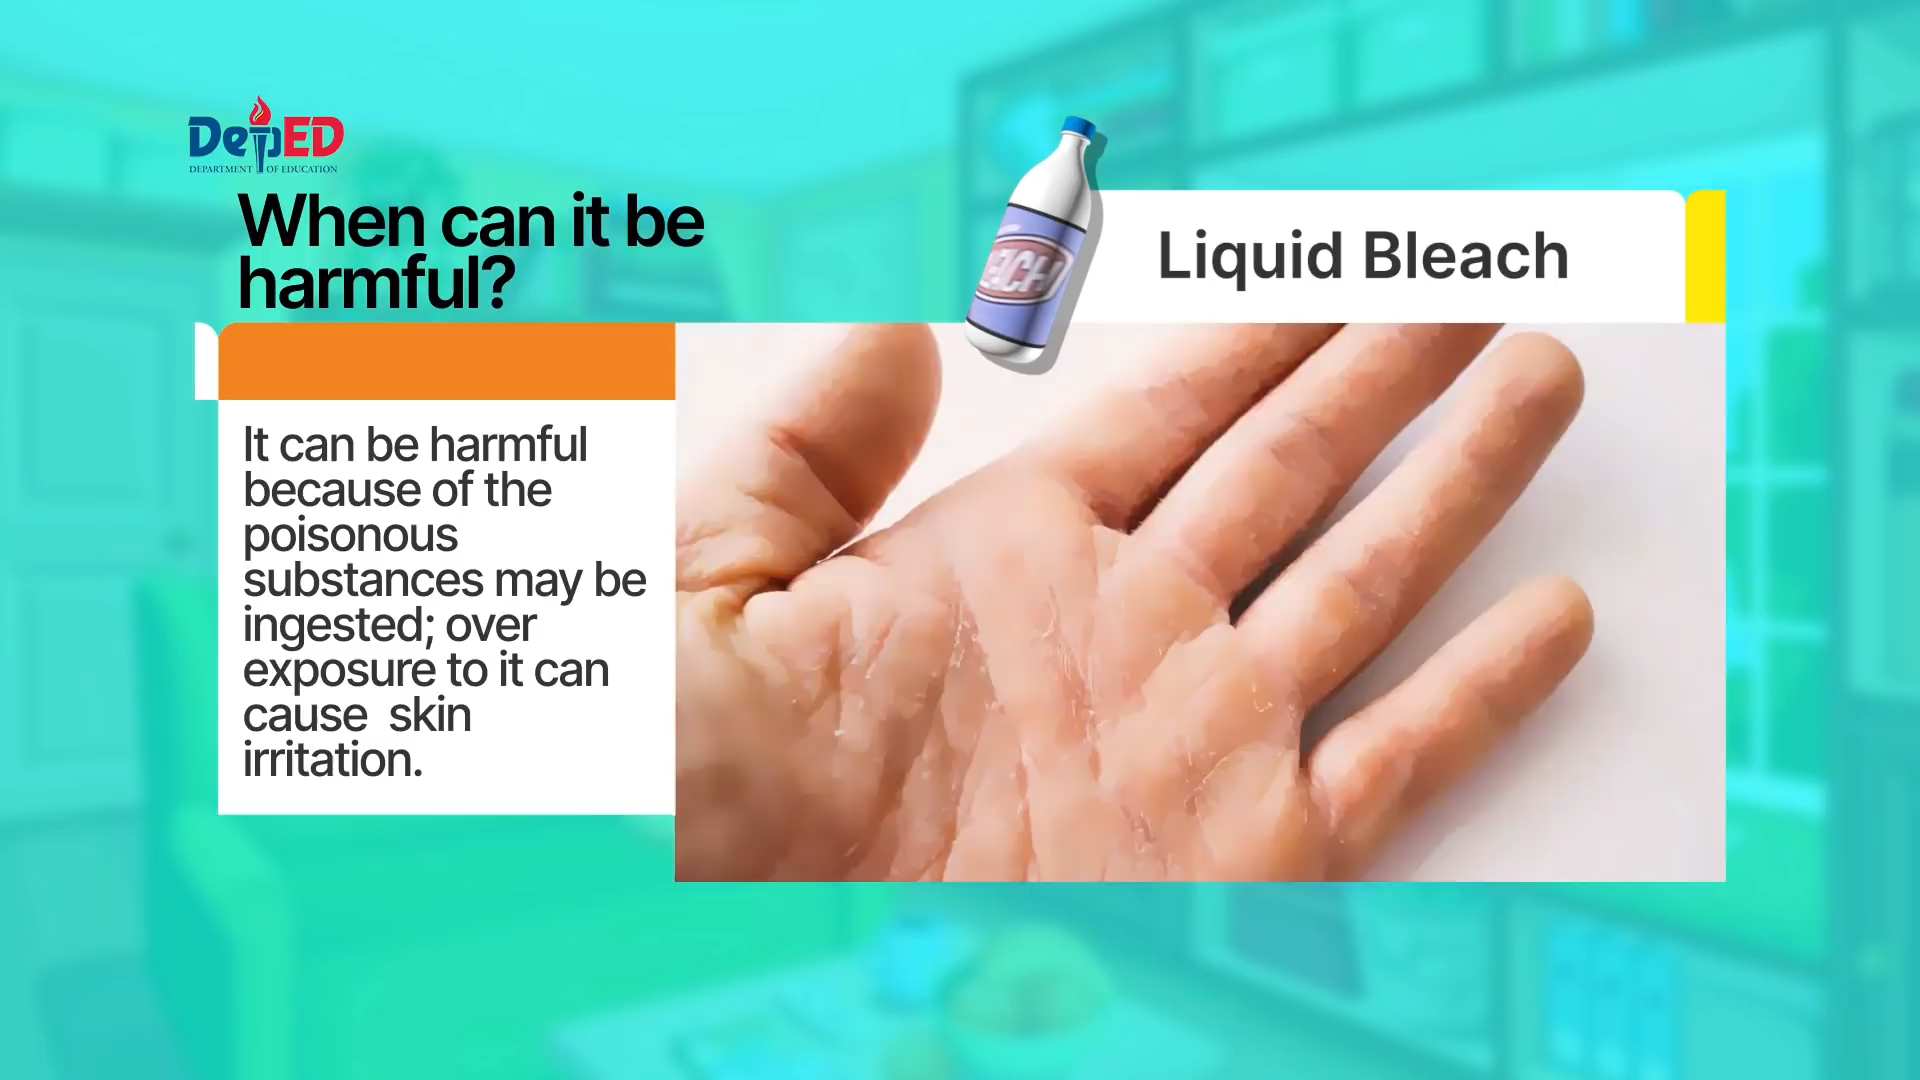 DepED
DEPARTMENT OF EDUCATION
When can it be
harmful?
Liquid Bleach
It can be harmful
because of the
poisonous
substances may be
ingested; over
exposure to it can
cause  skin
irritation.